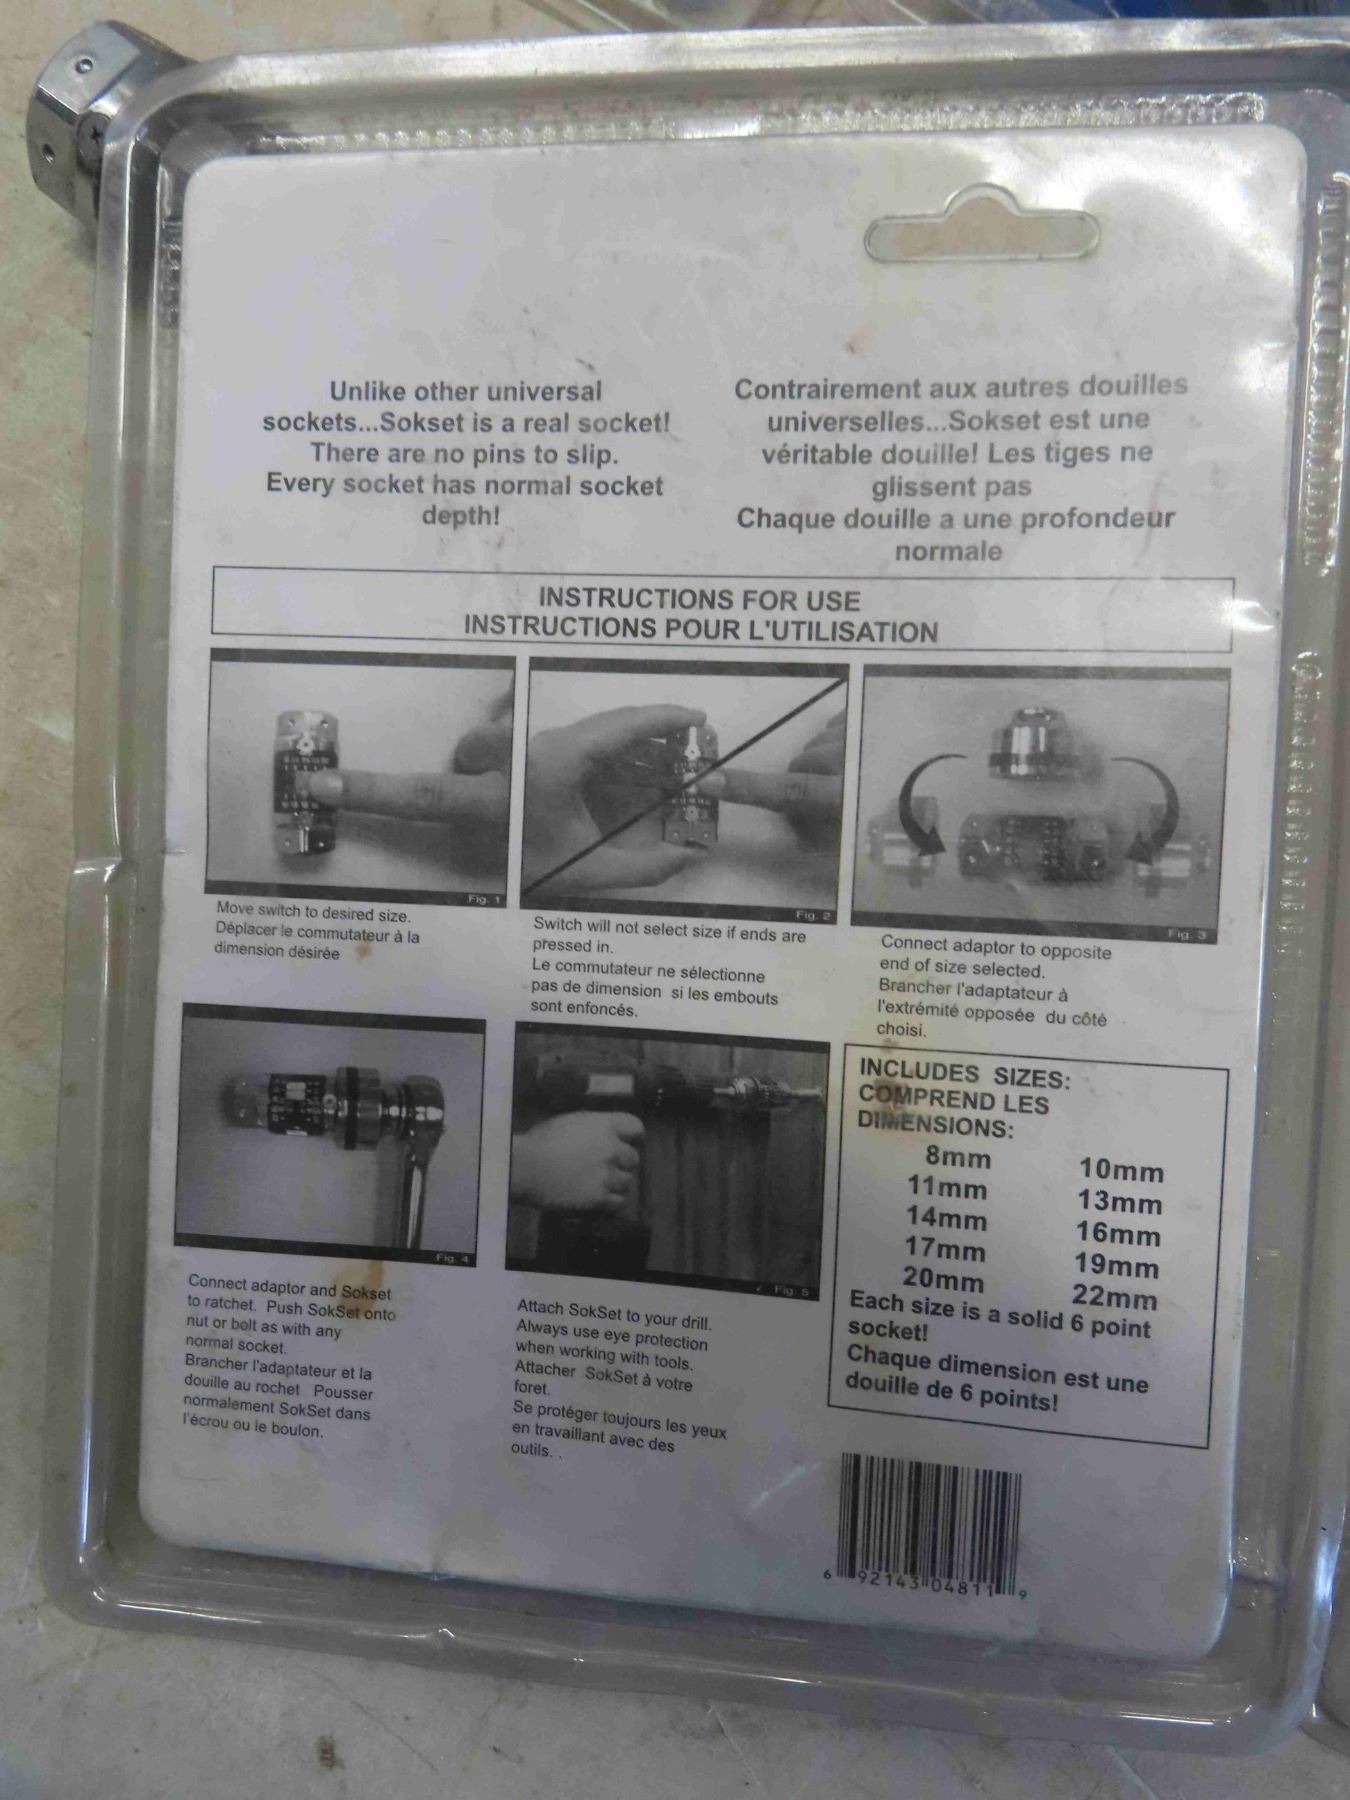 Unlike other universal
sockets...Sokset is a real socket!
There are no pins to slip.
Every socket has normal socket
depth!
Contrairement aux autres douilles
universelles...Sokset est une
véritable douille! Les tiges ne
glissent pas
Chaque douille a une profondeur
normale
INSTRUCTIONS FOR USE
INSTRUCTIONS POUR L'UTILISATION
Fig. 1
Move switch to desired size.
Déplacer le commutateur à la
dimension désirée
Fig. 2
Switch will not select size if ends are
pressed in.
Le commutateur ne sélectionne
pas de dimension si les embouts
sont enfoncés.
Fig. 3
Connect adaptor to opposite
end of size selected.
Brancher l'adaptateur à
l'extrémité opposée du côté
choisi.
Fig. 4
Connect adaptor and Sokset
to ratchet. Push SokSet onto
nut or bolt as with any
normal socket.
Brancher l'adaptateur et la
douille au rochet Pousser
normalement SokSet dans
l'écrou ou le boulon.
Fig. 5
Attach SokSet to your drill.
Always use eye protection
when working with tools.
Attacher SokSet à votre
foret.
Se protéger toujours les yeux
en travaillant avec des
outils. .
INCLUDES SIZES:
COMPREND LES
DIMENSIONS:
8mm 10mm
11mm 13mm
14mm 16mm
17mm 19mm
20mm 22mm
Each size is a solid 6 point
socket!
Chaque dimension est une
douille de 6 points!
6 92143 04811 9